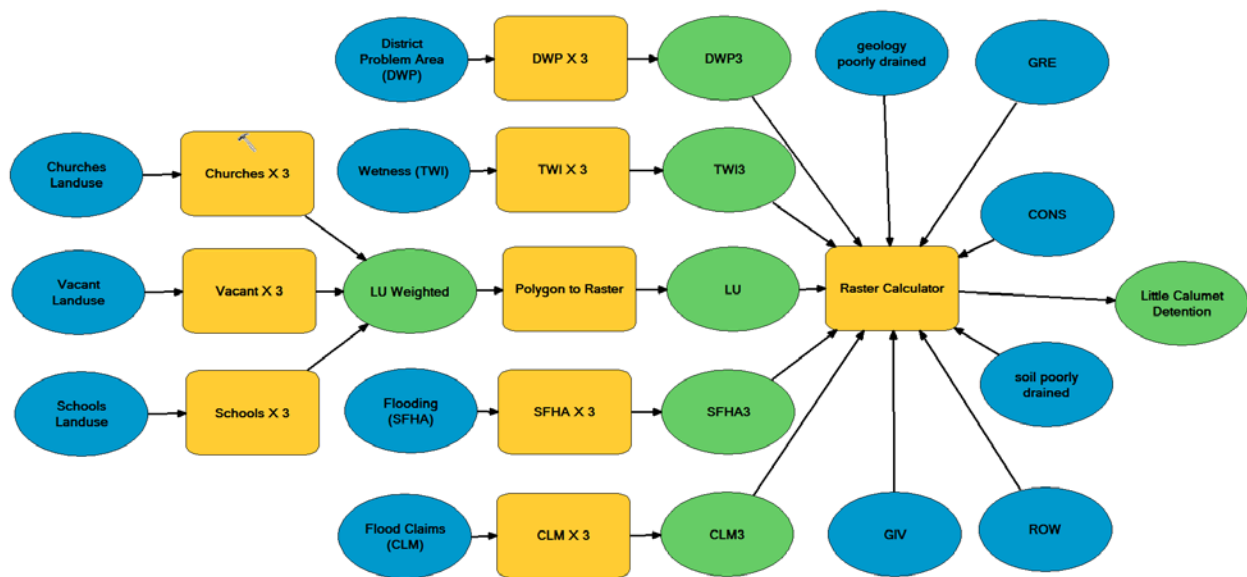 District
Problem Area
(DWP)
DWP X 3
DWP3
geology
poorly drained
GRE
Churches
Landuse
Churches X 3
Wetness (TWI)
TWI X 3
TWI3
CONS
Vacant
Landuse
Vacant X 3
LU Weighted
Polygon to Raster
LU
Raster Calculator
Little Calumet
Detention
Schools
Landuse
Schools X 3
Flooding
(SFHA)
SFHA X 3
SFHA3
soil poorly
drained
Flood Claims
(CLM)
CLM X 3
CLM3
GIV
ROW